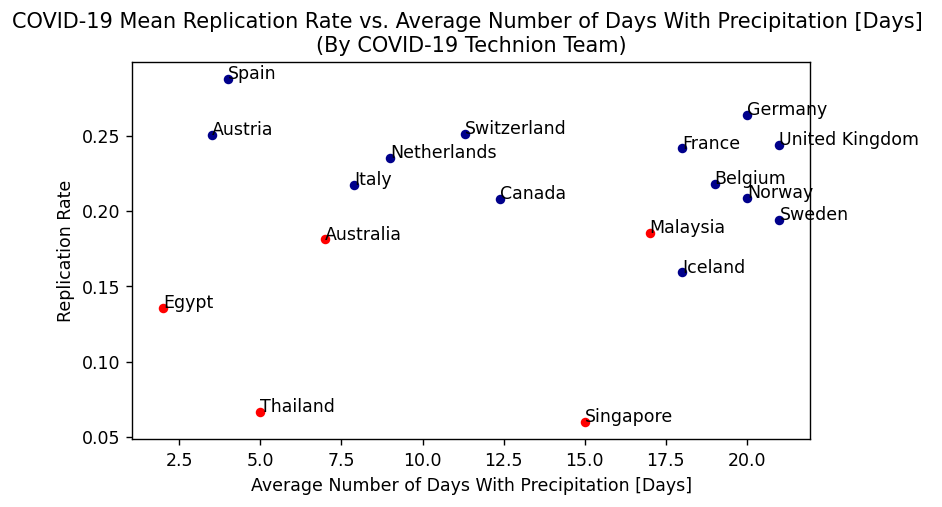 COVID-19 Mean Replication Rate vs. Average Number of Days With Precipitation [Days]
(By COVID-19 Technion Team)
Spain
Germany
Austria
Switzerland
0.25
France
United Kingdom
Netherlands
Italy
Belgium
Canada
Norway
0.20
Sweden
Australia
Malaysia
Iceland
0.15
Egypt
0.10
Thailand
Singapore
0.05
2.5 5.0 7.5 10.0 12.5 15.0 17.5 20.0
Replication Rate
Average Number of Days With Precipitation [Days]